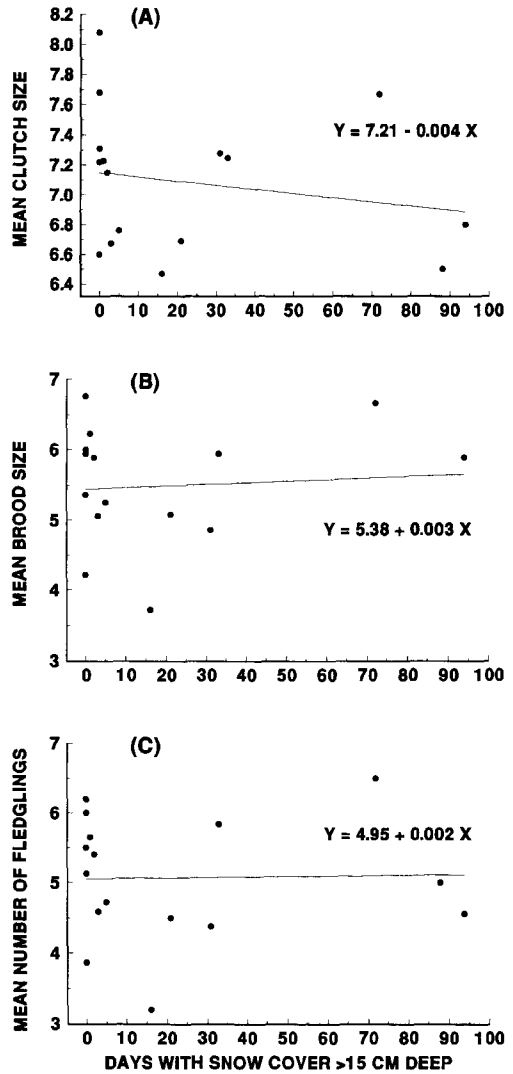 (A)
MEAN CLUTCH SIZE
8.2
8.0
7.8
7.6
7.4
7.2
7.0
6.8
6.6
6.4
Y = 7.21 - 0.004 X
0 10 20 30 40 50 60 70 80 90 100
(B)
MEAN BROOD SIZE
7
6
5
4
3
Y = 5.38 + 0.003 X
0 10 20 30 40 50 60 70 80 90 100
(C)
MEAN NUMBER OF FLEDGLINGS
7
6
5
4
3
Y = 4.95 + 0.002 X
0 10 20 30 40 50 60 70 80 90 100
DAYS WITH SNOW COVER >15 CM DEEP